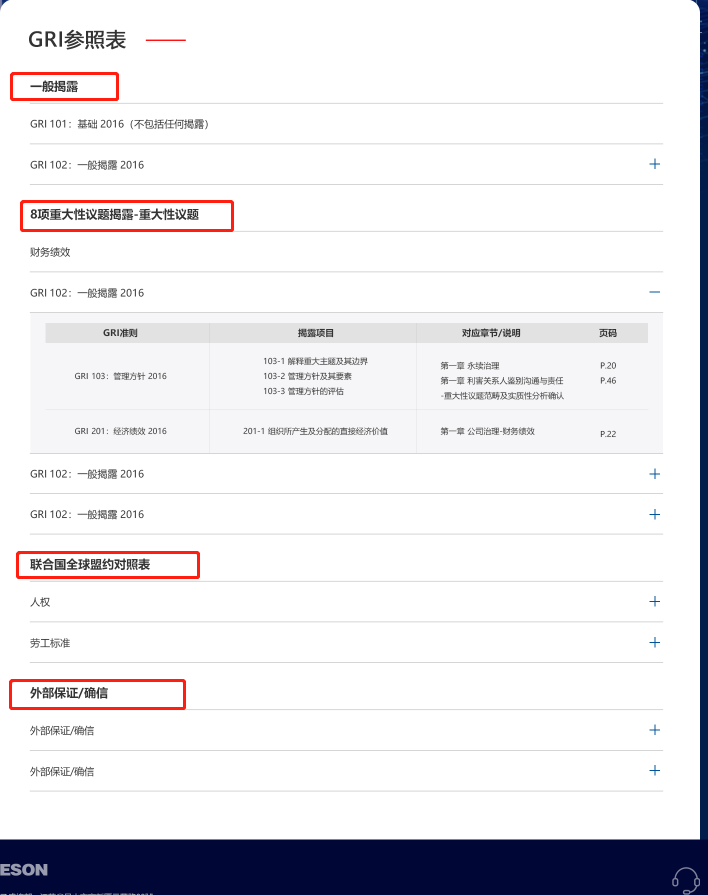 GRI参照表
一般揭露
GRI 101：基础 2016（不包括任何揭露）
GRI 102：一般揭露 2016
8项重大性议题揭露-重大性议题
财务绩效
GRI 102：一般揭露 2016
GRI准则 揭露项目 对应章节/说明 页码
GRI 103：管理方针 2016
103-1 解释重大主题及其边界
103-2 管理方针及其要素
103-3 管理方针的评估
第一章 永续治理 P.20
第一章 利害关系人鉴别沟通与责任 P.46
-重大性议题范畴及实质性分析确认
GRI 201：经济绩效 2016 201-1 组织所产生及分配的直接经济价值 第一章 公司治理-财务绩效 P.22
GRI 102：一般揭露 2016
GRI 102：一般揭露 2016
联合国全球盟约对照表
人权
劳工标准
外部保证/确信
外部保证/确信
外部保证/确信
ESON